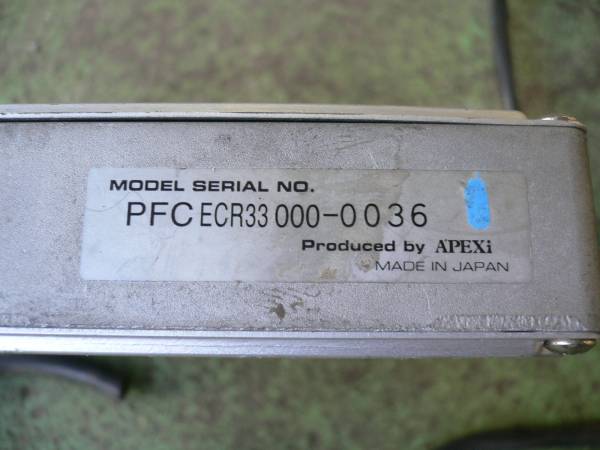 MODEL SERIAL NO.
PFC ECR33 000-0036
Produced by APEXi
MADE IN JAPAN